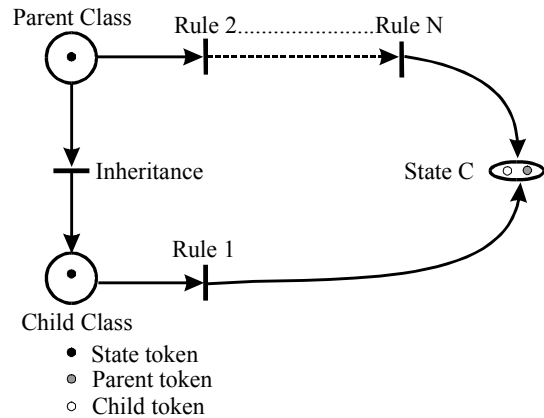 Parent Class
Rule 2......................Rule N
Inheritance
State C
Rule 1
Child Class
State token
Parent token
Child token